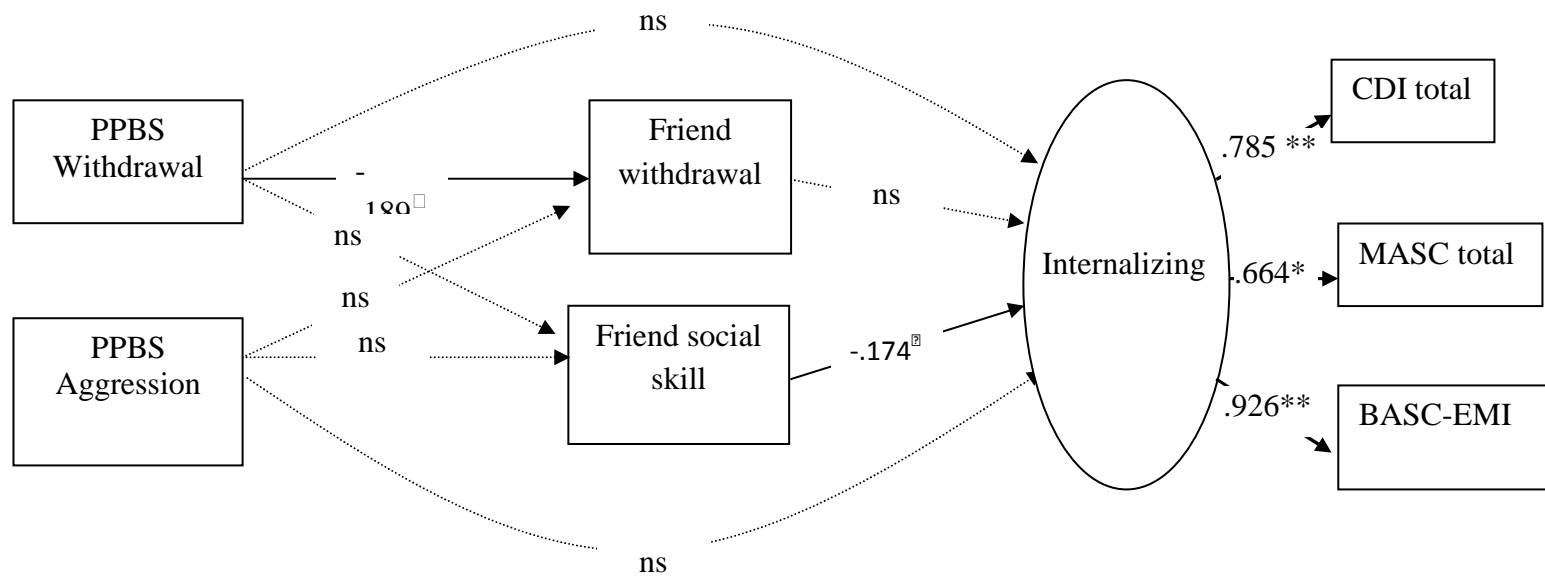 ns
CDI total
PPBS
Withdrawal
Friend
withdrawal
.785 **
-
ns
ns
MASC total
Internalizing
.664*
ns
PPBS
Aggression
ns
Friend social
skill
-.174
.926**
BASC-EMI
ns